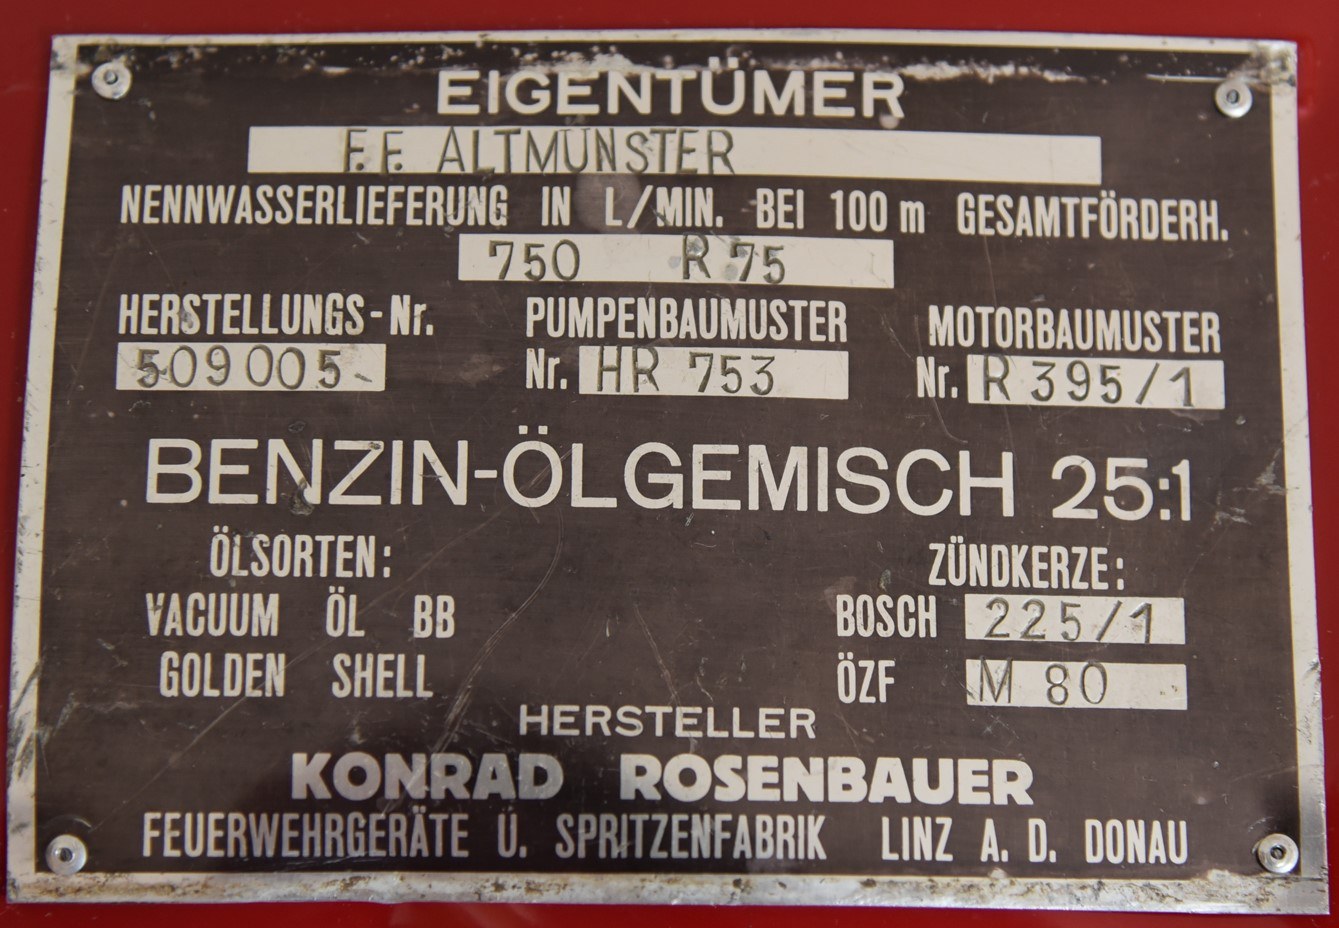 EIGENTÜMER
F.F. ALTMÜNSTER
NENNWASSERLIEFERUNG IN L/MIN. BEI 100 m GESAMTFÖRDERH.
750 R 75
HERSTELLUNGS-Nr. PUMPENBAUMUSTER MOTORBAUMUSTER
509005 Nr. HR 753 Nr. R 395/1
BENZIN-ÖLGEMISCH 25:1
ÖLSORTEN: ZÜNDKERZE:
VACUUM ÖL BB BOSCH 225/1
GOLDEN SHELL ÖZF M 80
HERSTELLER
KONRAD ROSENBAUER
FEUERWEHRGERÄTE U. SPRITZENFABRIK LINZ A. D. DONAU